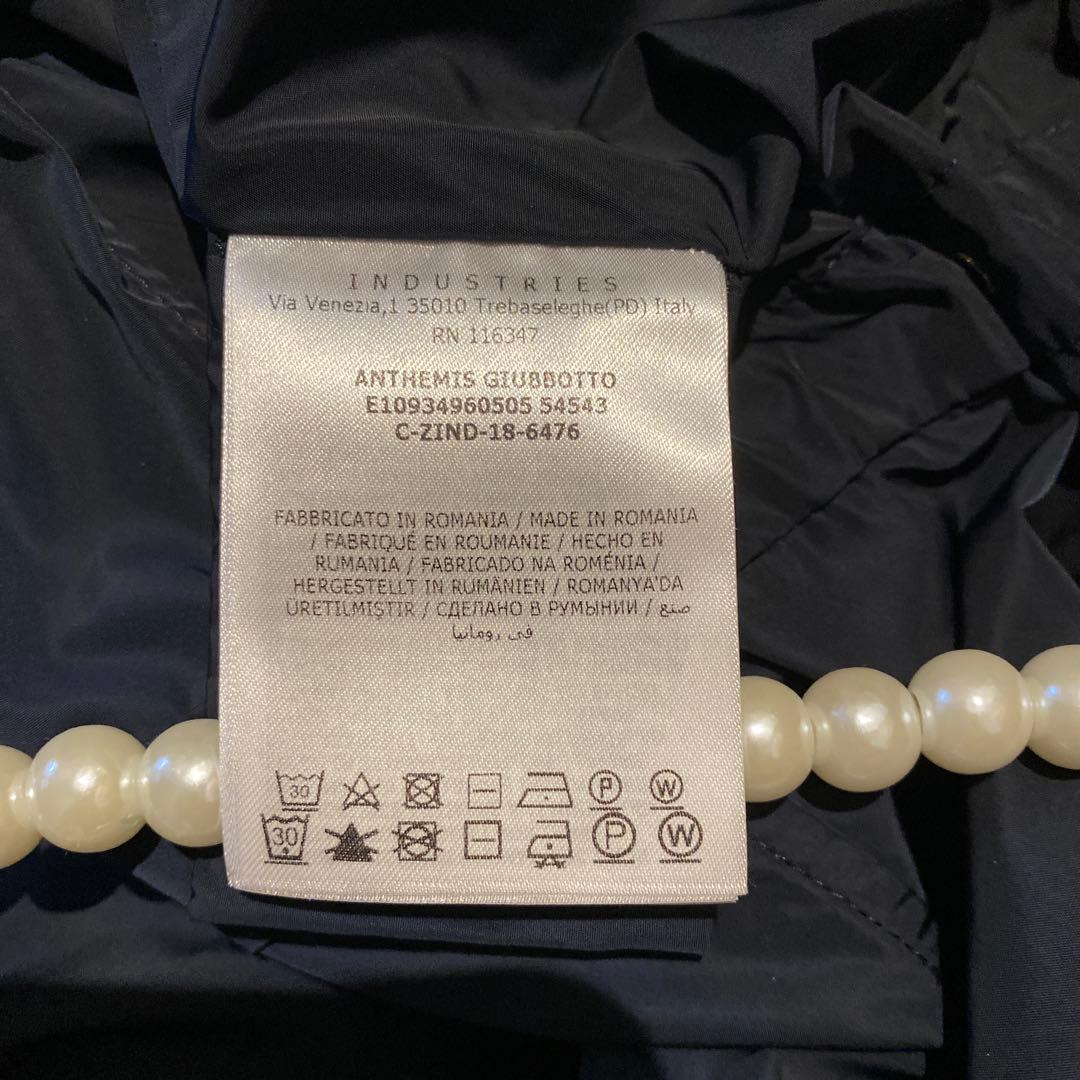 INDUSTRIES
Via Venezia,1 35010 Trebaseleghe(PD) Italy
RN 116347
ANTHEMIS GIUBBOTTO
E10934960505 54543
C-ZIND-18-6476
FABBRICATO IN ROMANIA / MADE IN ROMANIA
/ FABRIQUÉ EN ROUMANIE / HECHO EN
RUMANIA / FABRICADO NA ROMÉNIA /
HERGESTELLT IN RUMÄNIEN / ROMANYA'DA
ÜRETILMIŞTIR / СДЕЛАНО В РУМЫНИИ / صنع
في رومانيا
30 P W
30 P W